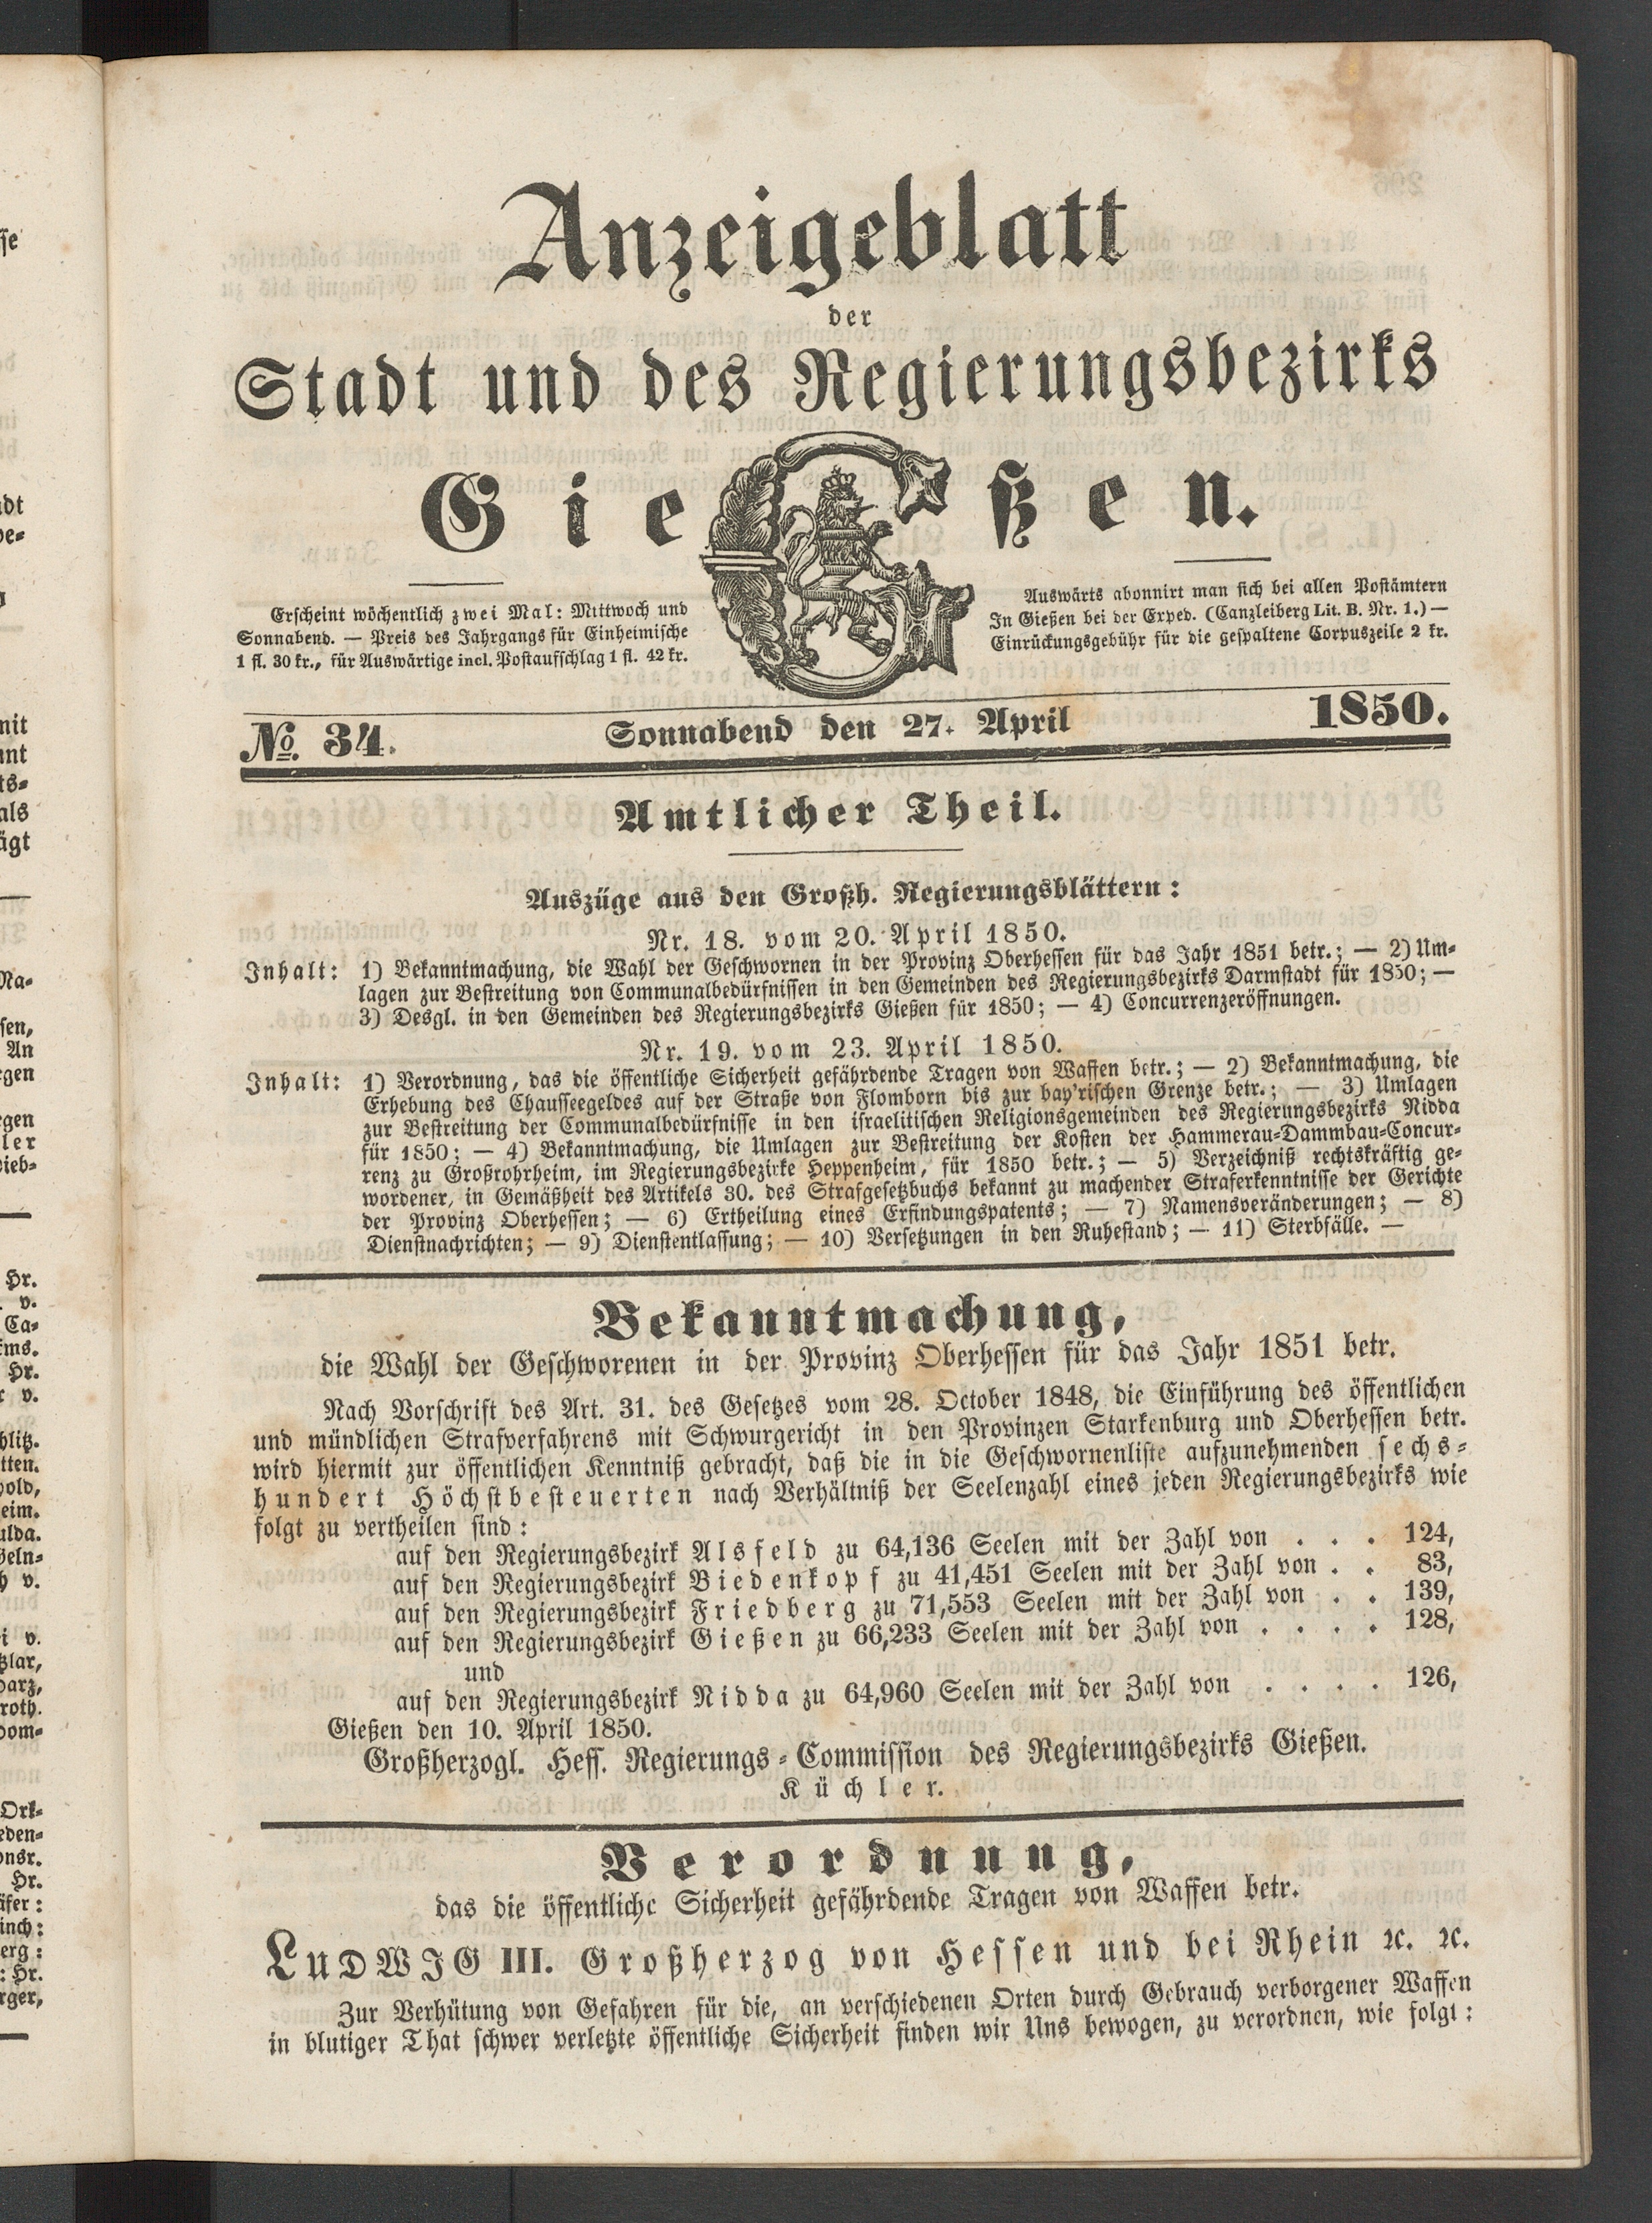 Anzeigeblatt
der
Stadt und des Regierungsbezirks
Gießen.
Erscheint wöchentlich zwei Mal: Mittwoch und
Sonnabend. — Preis des Jahrgangs für Einheimische
1 fl. 30 kr., für Auswärtige incl. Postaufschlag 1 fl. 42 kr.
Auswärts abonnirt man sich bei allen Postämtern
In Gießen bei der Exped. (Canzleiberg Lit. B. Nr. 1.) —
Einrückungsgebühr für die gespaltene Corpuszeile 2 kr.
No. 34. Sonnabend den 27. April 1850.
Amtlicher Theil.
Auszüge aus den Großh. Regierungsblättern:
Nr. 18. vom 20. April 1850.
Inhalt: 1) Bekanntmachung, die Wahl der Geschwornen in der Provinz Oberhessen für das Jahr 1851 betr.; — 2) Um-
lagen zur Bestreitung von Communalbedürfnissen in den Gemeinden des Regierungsbezirks Darmstadt für 1850; —
3) Desgl. in den Gemeinden des Regierungsbezirks Gießen für 1850; — 4) Concurrenzeröffnungen.
Nr. 19. vom 23. April 1850.
Inhalt: 1) Verordnung, das die öffentliche Sicherheit gefährdende Tragen von Waffen betr.; — 2) Bekanntmachung, die
Erhebung des Chausseegeldes auf der Straße von Flomborn bis zur bay'rischen Grenze betr.; — 3) Umlagen
zur Bestreitung der Communalbedürfnisse in den israelitischen Religionsgemeinden des Regierungsbezirks Nidda
für 1850; — 4) Bekanntmachung, die Umlagen zur Bestreitung der Kosten der Hammerau-Dammbau-Concur-
renz zu Großrohrheim, im Regierungsbezirke Heppenheim, für 1850 betr.; — 5) Verzeichniß rechtskräftig ge-
wordener, in Gemäßheit des Artikels 30. des Strafgesetzbuchs bekannt zu machender Straferkenntnisse der Gerichte
der Provinz Oberhessen; — 6) Ertheilung eines Erfindungspatents; — 7) Namensveränderungen; — 8)
Dienstnachrichten; — 9) Dienstentlassung; — 10) Versetzungen in den Ruhestand; — 11) Sterbfälle. —
Bekanntmachung,
die Wahl der Geschworenen in der Provinz Oberhessen für das Jahr 1851 betr.
Nach Vorschrift des Art. 31. des Gesetzes vom 28. October 1848, die Einführung des öffentlichen
und mündlichen Strafverfahrens mit Schwurgericht in den Provinzen Starkenburg und Oberhessen betr.
wird hiermit zur öffentlichen Kenntniß gebracht, daß die in die Geschwornenliste aufzunehmenden sechs-
hundert Höchstbesteuerten nach Verhältniß der Seelenzahl eines jeden Regierungsbezirks wie
folgt zu vertheilen sind:
auf den Regierungsbezirk Alsfeld zu 64,136 Seelen mit der Zahl von . . . 124,
auf den Regierungsbezirk Biedenkopf zu 41,451 Seelen mit der Zahl von . . 83,
auf den Regierungsbezirk Friedberg zu 71,553 Seelen mit der Zahl von . . 139,
auf den Regierungsbezirk Gießen zu 66,233 Seelen mit der Zahl von . . . . 128,
und
auf den Regierungsbezirk Nidda zu 64,960 Seelen mit der Zahl von . . . . 126,
Gießen den 10. April 1850.
Großherzogl. Hess. Regierungs-Commission des Regierungsbezirks Gießen.
Küchler.
Verordnung,
das die öffentliche Sicherheit gefährdende Tragen von Waffen betr.
LUDWIG III. Großherzog von Hessen und bei Rhein ꝛc. ꝛc.
Zur Verhütung von Gefahren für die, an verschiedenen Orten durch Gebrauch verborgener Waffen
in blutiger That schwer verletzte öffentliche Sicherheit finden wir Uns bewogen, zu verordnen, wie folgt: